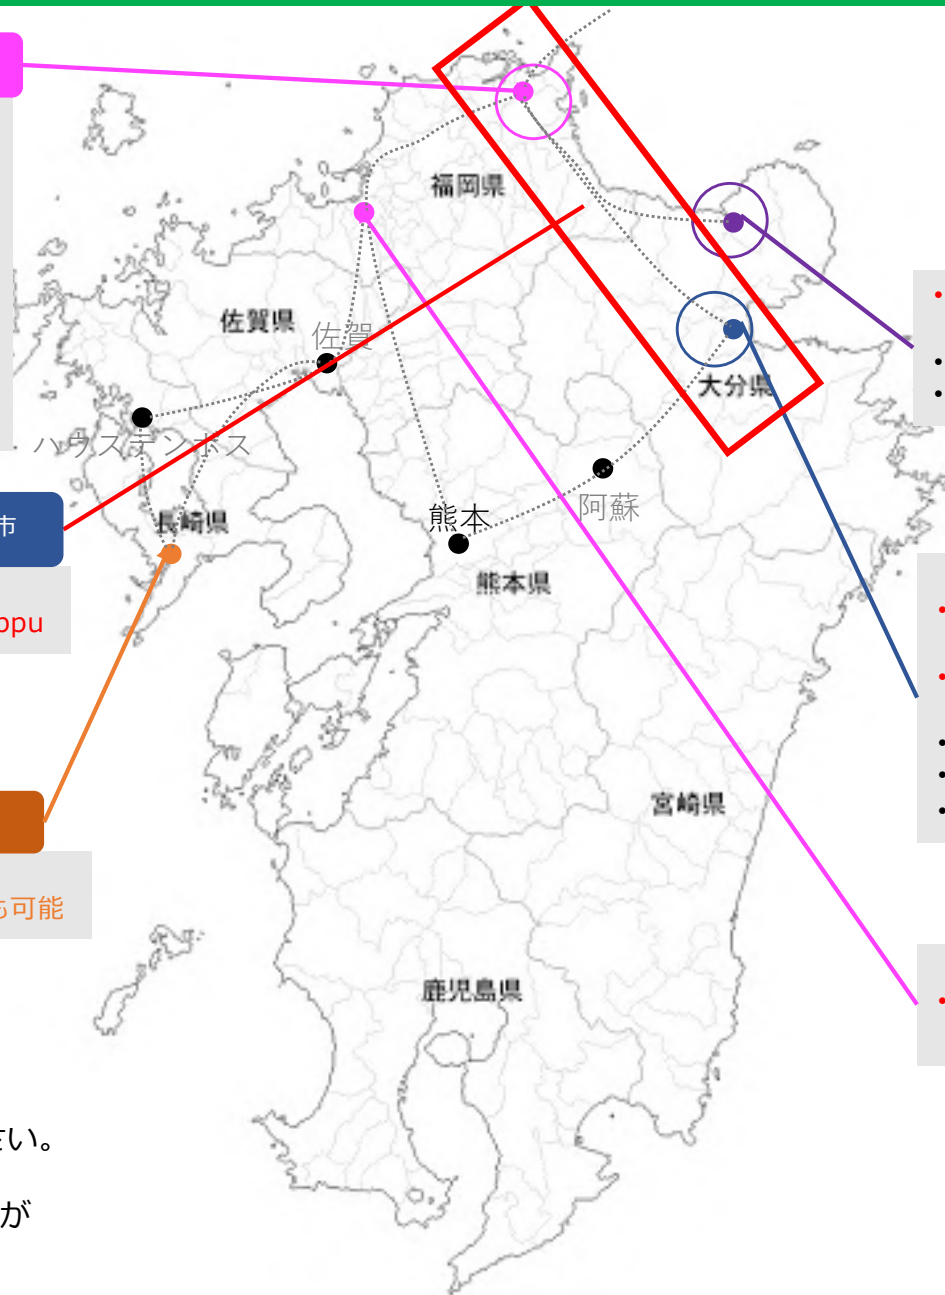 福岡県
佐賀県
佐賀
大分県
ハウステンボス
阿蘇
熊本
長崎県
市
熊本県
ppu
宮崎県
も可能
鹿児島県
さい。
が